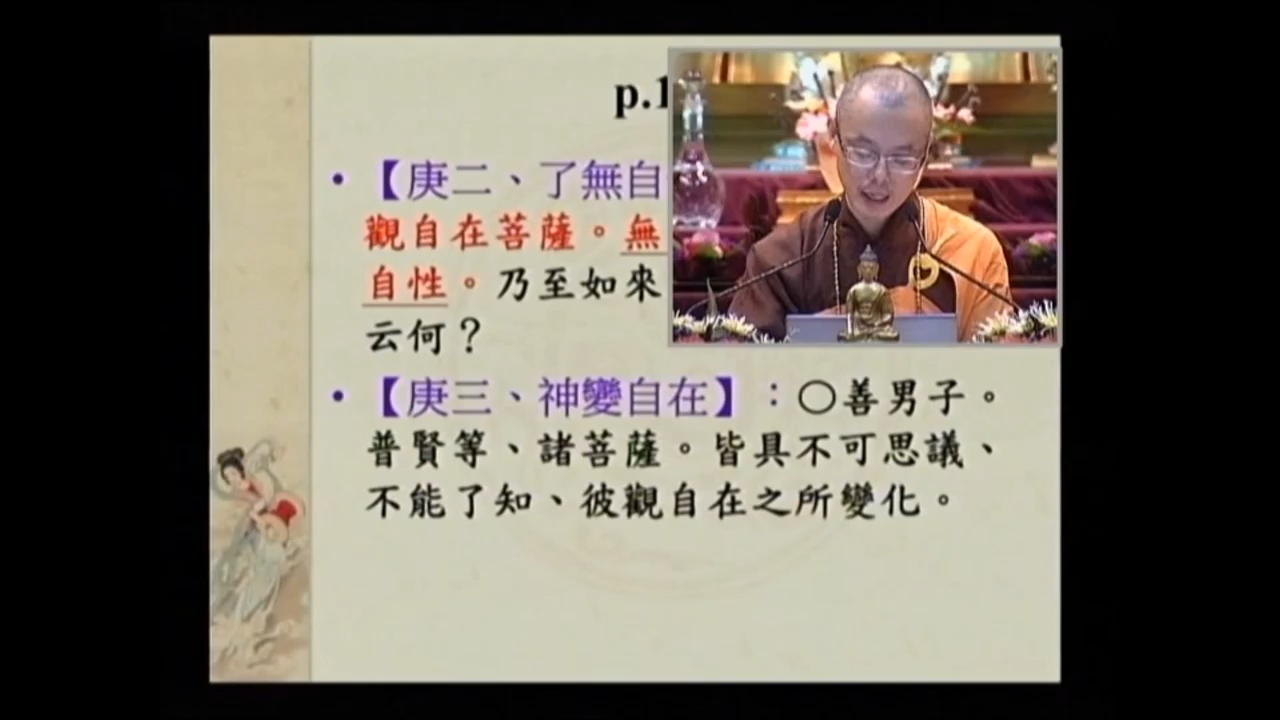 p.1
• 【庚二、了無自
觀自在菩薩。無
自性。乃至如來
云何？
• 【庚三、神變自在】：○善男子。
普賢等、諸菩薩。皆具不可思議、
不能了知、彼觀自在之所變化。